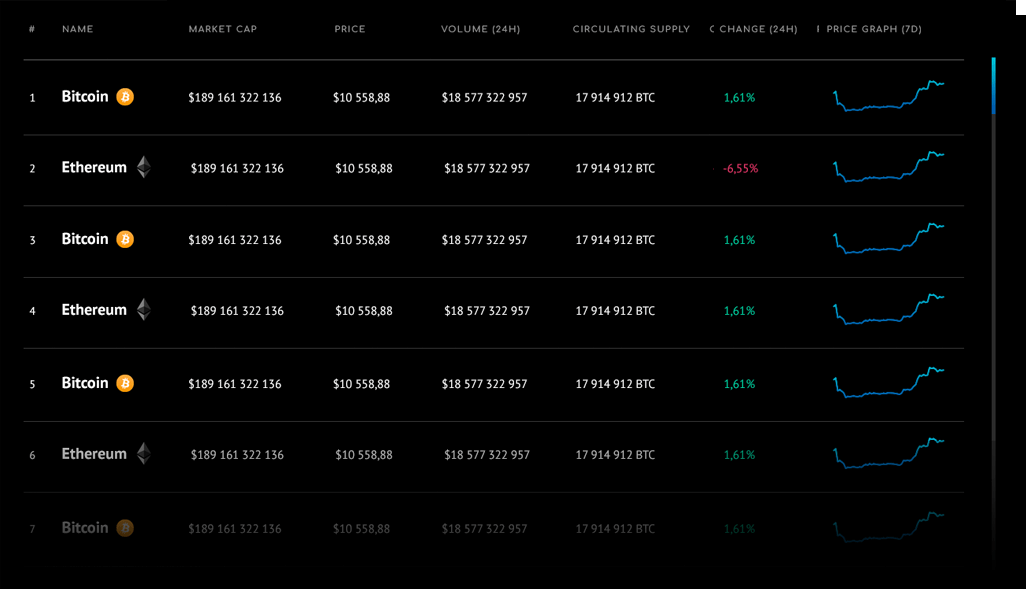 # NAME MARKET CAP PRICE VOLUME (24H) CIRCULATING SUPPLY C CHANGE (24H) I PRICE GRAPH (7D)
1 Bitcoin $189 161 322 136 $10 558,88 $18 577 322 957 17 914 912 BTC 1,61%
2 Ethereum $189 161 322 136 $10 558,88 $18 577 322 957 17 914 912 BTC -6,55%
3 Bitcoin $189 161 322 136 $10 558,88 $18 577 322 957 17 914 912 BTC 1,61%
4 Ethereum $189 161 322 136 $10 558,88 $18 577 322 957 17 914 912 BTC 1,61%
5 Bitcoin $189 161 322 136 $10 558,88 $18 577 322 957 17 914 912 BTC 1,61%
6 Ethereum $189 161 322 136 $10 558,88 $18 577 322 957 17 914 912 BTC 1,61%
7 Bitcoin $189 161 322 136 $10 558,88 $18 577 322 957 17 914 912 BTC 1,61%